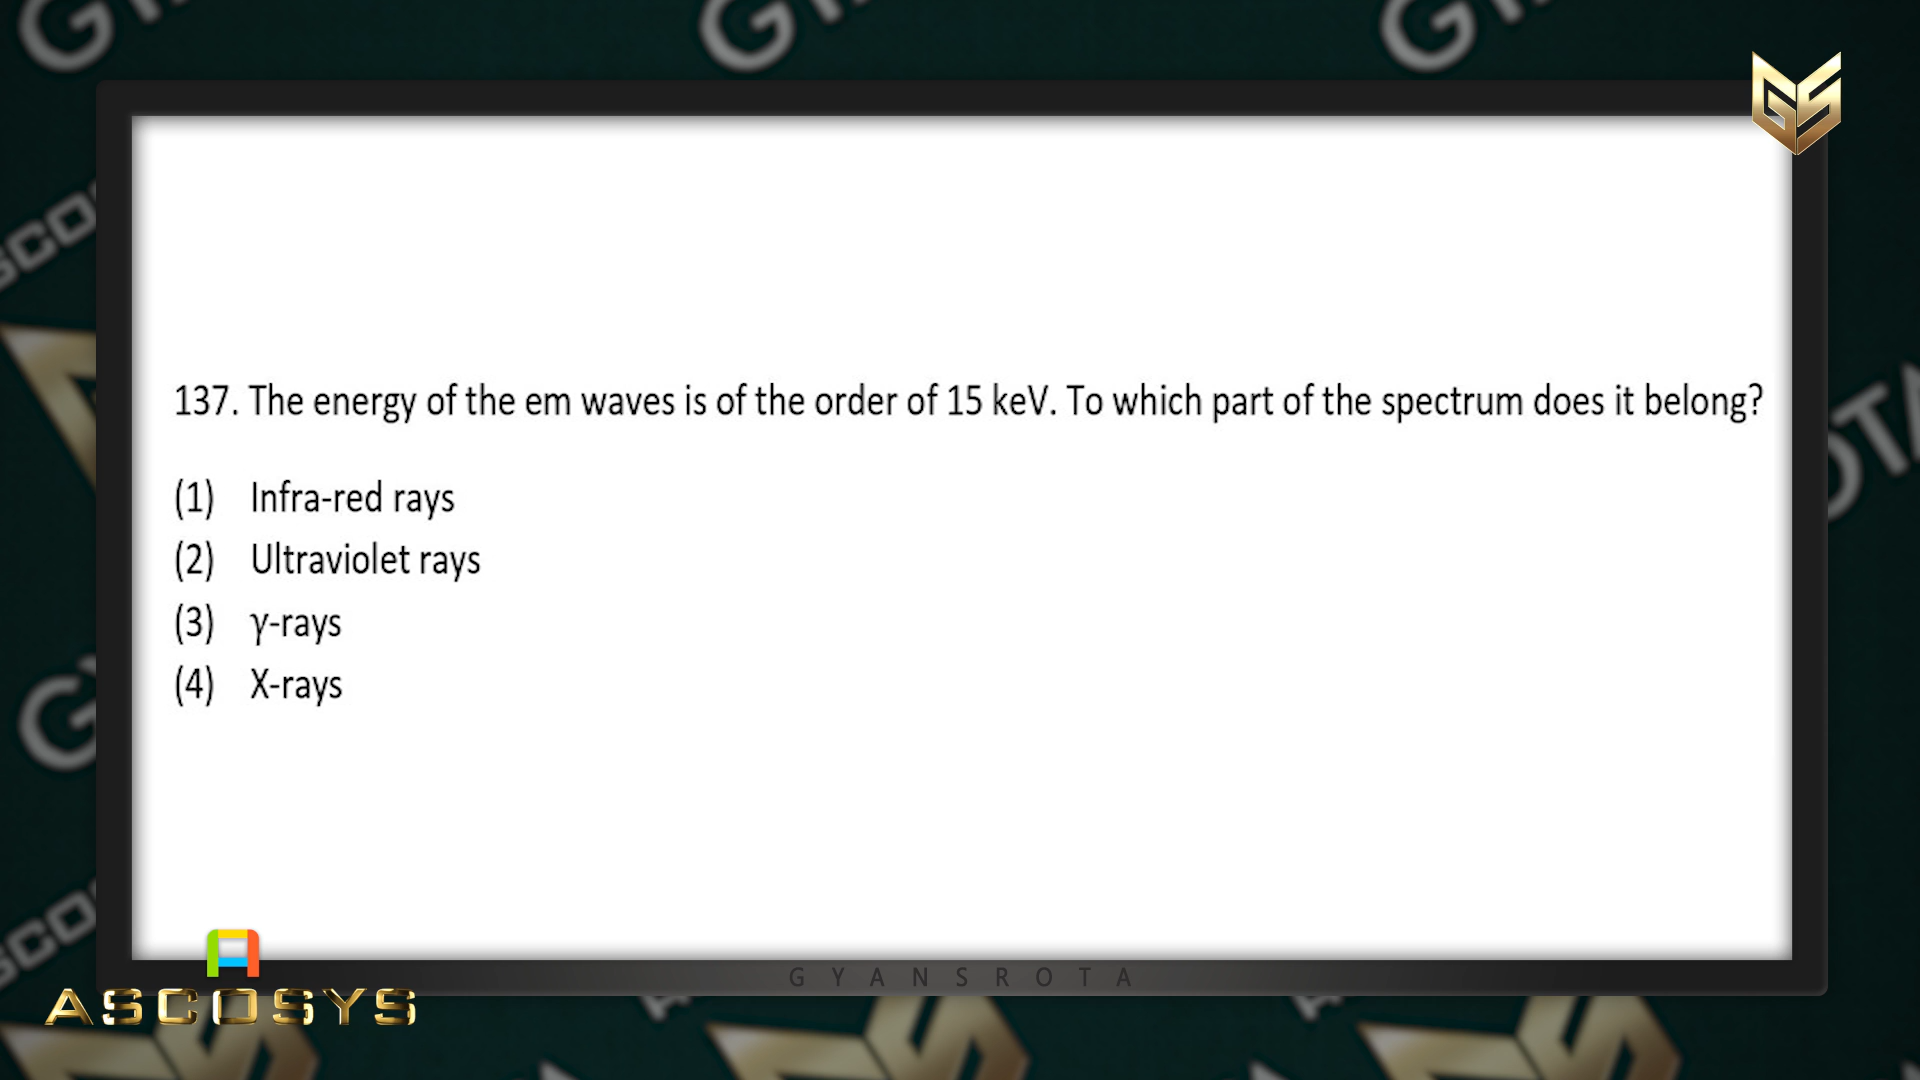 137. The energy of the em waves is of the order of 15 keV. To which part of the spectrum does it belong?
(1) Infra-red rays
(2) Ultraviolet rays
(3) γ-rays
(4) X-rays
GYANSROTA
ASCOSYS